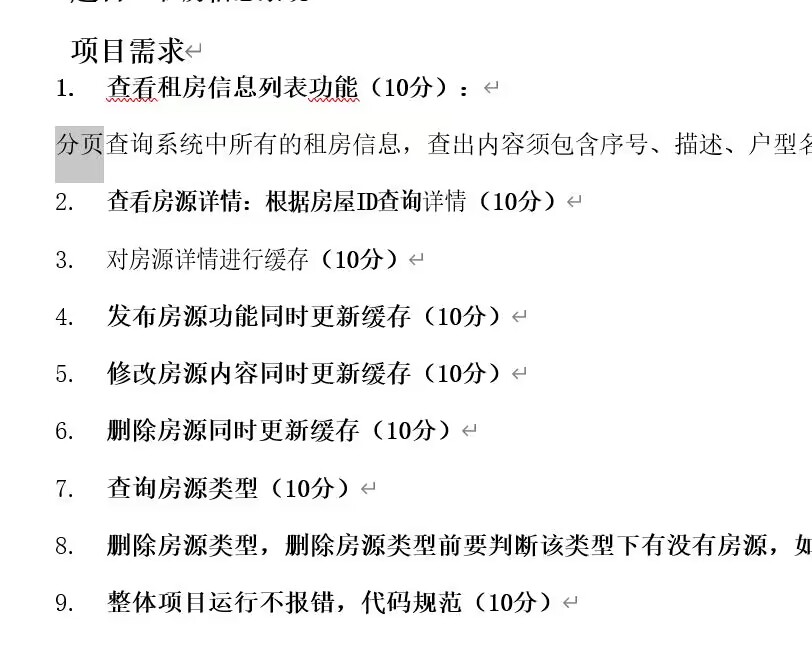 项目需求
1. 查看租房信息列表功能（10分）：
分页查询系统中所有的租房信息，查出内容须包含序号、描述、户型名
2. 查看房源详情：根据房屋ID查询详情（10分）
3. 对房源详情进行缓存（10分）
4. 发布房源功能同时更新缓存（10分）
5. 修改房源内容同时更新缓存（10分）
6. 删除房源同时更新缓存（10分）
7. 查询房源类型（10分）
8. 删除房源类型，删除房源类型前要判断该类型下有没有房源，如
9. 整体项目运行不报错，代码规范（10分）